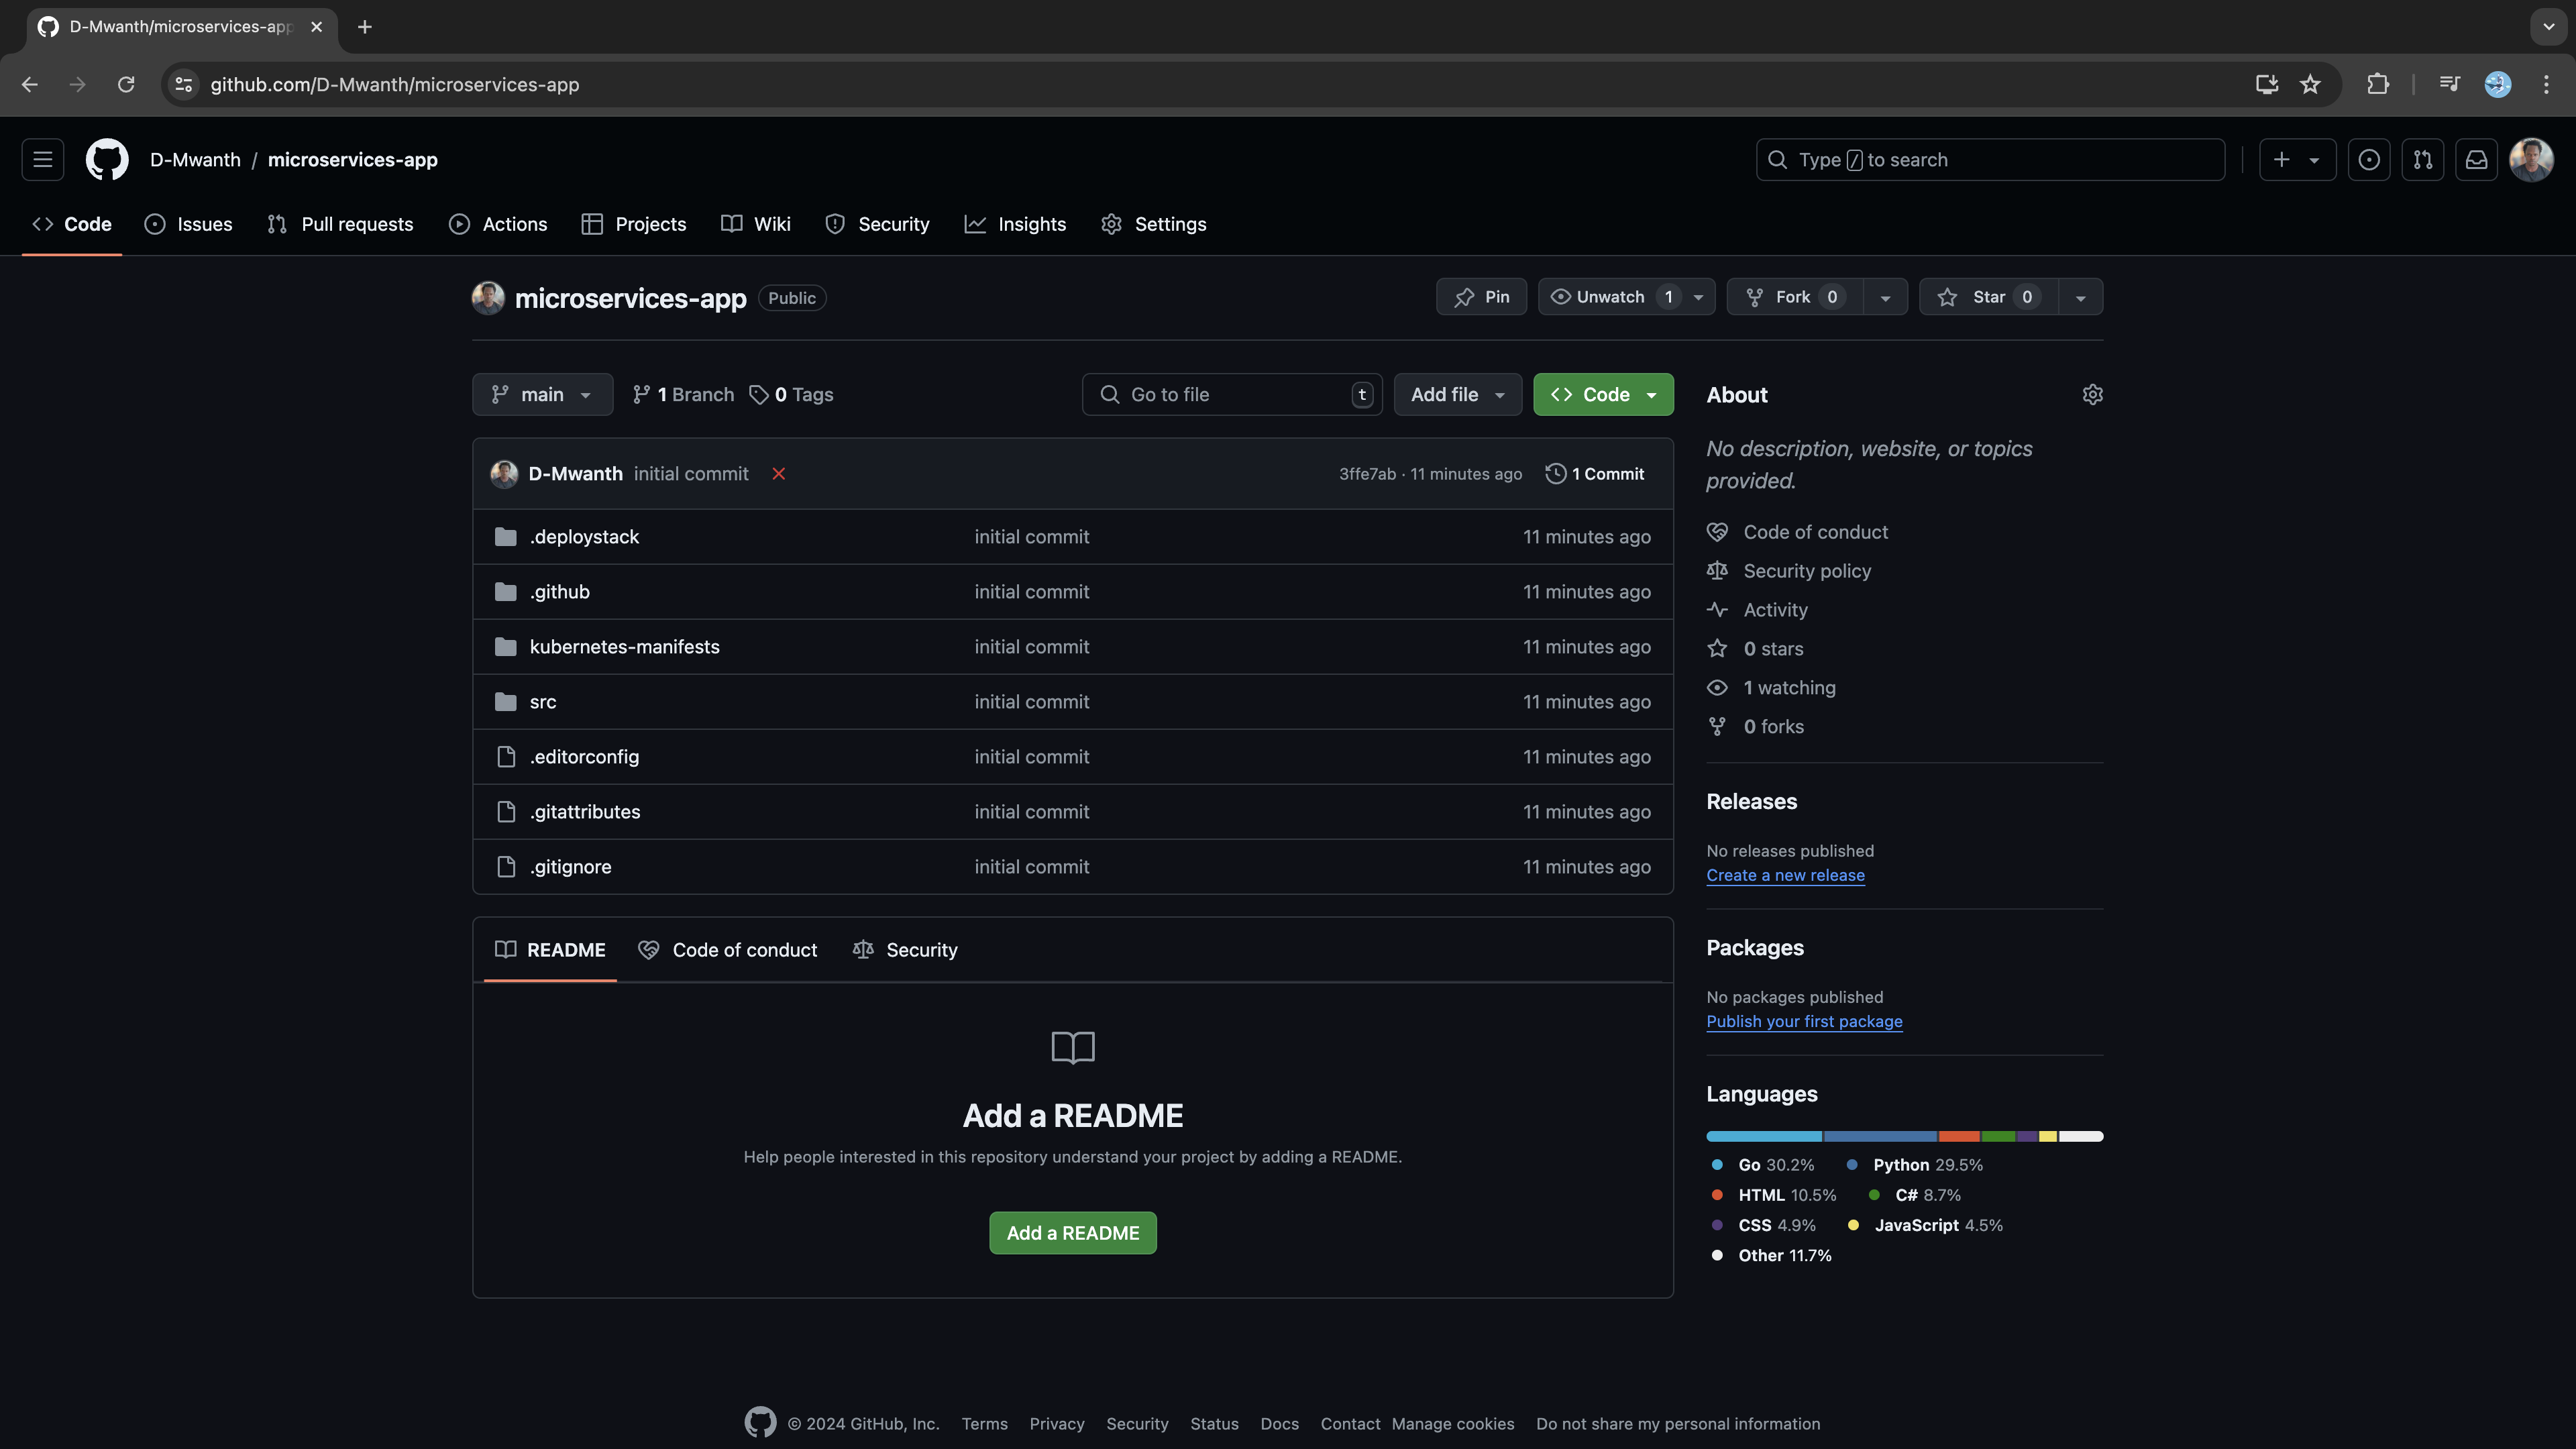 D-Mwanth/microservices-app
github.com/D-Mwanth/microservices-app
D-Mwanth / microservices-app
Type / to search
Code Issues Pull requests Actions Projects Wiki Security Insights Settings
microservices-app Public
Pin Unwatch 1 Fork 0 Star 0
main 1 Branch 0 Tags Go to file t Add file Code
D-Mwanth initial commit 3ffe7ab · 11 minutes ago 1 Commit
.deploystack initial commit 11 minutes ago
.github initial commit 11 minutes ago
kubernetes-manifests initial commit 11 minutes ago
src initial commit 11 minutes ago
.editorconfig initial commit 11 minutes ago
.gitattributes initial commit 11 minutes ago
.gitignore initial commit 11 minutes ago
README Code of conduct Security
Add a README
Help people interested in this repository understand your project by adding a README.
Add a README
About
No description, website, or topics
provided.
Code of conduct
Security policy
Activity
0 stars
1 watching
0 forks
Releases
No releases published
Create a new release
Packages
No packages published
Publish your first package
Languages
Go 30.2% Python 29.5%
HTML 10.5% C# 8.7%
CSS 4.9% JavaScript 4.5%
Other 11.7%
© 2024 GitHub, Inc. Terms Privacy Security Status Docs Contact Manage cookies Do not share my personal information